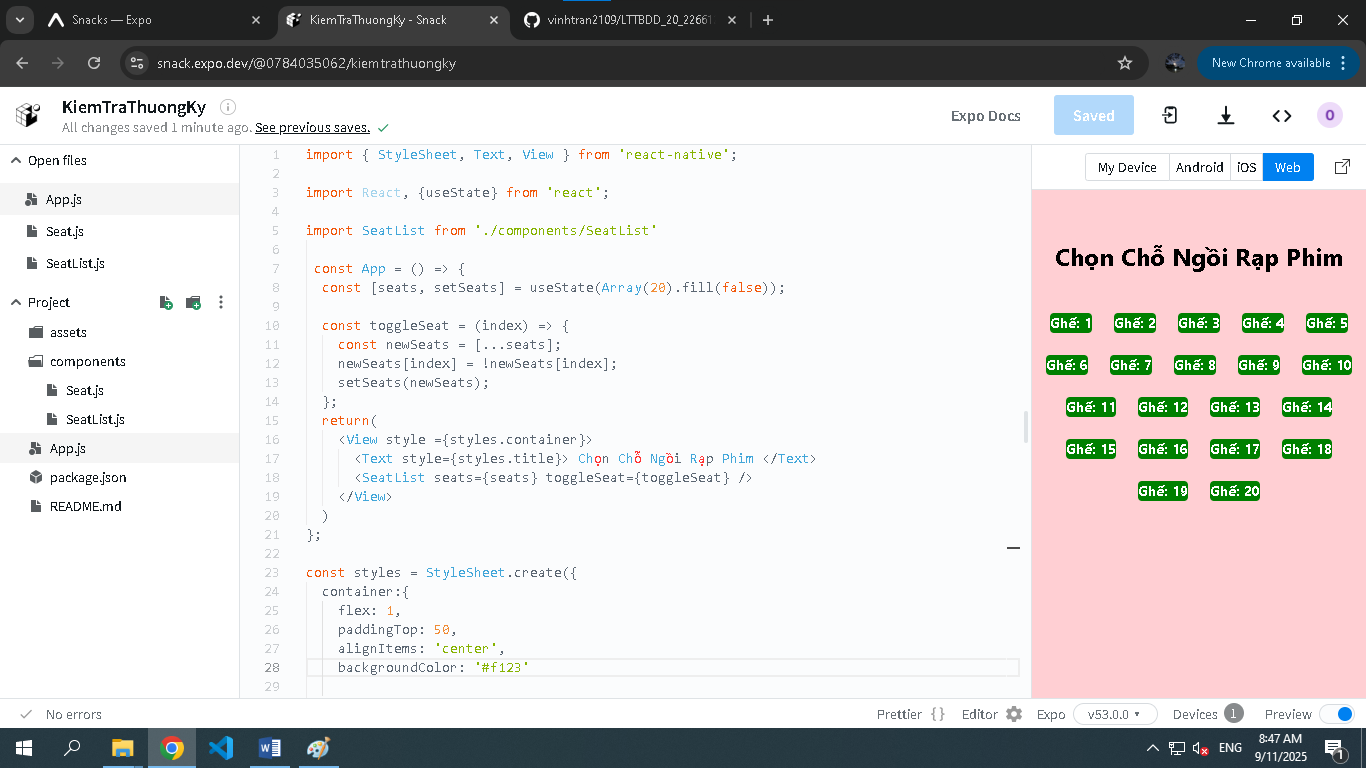 Snacks — Expo
KiemTraThuongKy - Snack
vinhtran2109/LTTBDD_20_2266
snack.expo.dev/@0784035062/kiemtrathuongky
New Chrome available
KiemTraThuongKy
All changes saved 1 minute ago. See previous saves.
Expo Docs
Saved
O
Open files
App.js
Seat.js
SeatList.js
Project
assets
components
Seat.js
SeatList.js
App.js
package.json
README.md
1 import { StyleSheet, Text, View } from 'react-native';
2
3 import React, {useState} from 'react';
4
5 import SeatList from './components/SeatList'
6
7 const App = () => {
8 const [seats, setSeats] = useState(Array(20).fill(false));
9
10 const toggleSeat = (index) => {
11 const newSeats = [...seats];
12 newSeats[index] = !newSeats[index];
13 setSeats(newSeats);
14 };
15 return(
16 <View style ={styles.container}>
17 <Text style={styles.title}> Chọn Chỗ Ngồi Rạp Phim </Text>
18 <SeatList seats={seats} toggleSeat={toggleSeat} />
19 </View>
20 )
21 };
22
23 const styles = StyleSheet.create({
24 container:{
25 flex: 1,
26 paddingTop: 50,
27 alignItems: 'center',
28 backgroundColor: '#f123'
29
My Device Android iOS Web
Chọn Chỗ Ngồi Rạp Phim
Ghế: 1 Ghế: 2 Ghế: 3 Ghế: 4 Ghế: 5
Ghế: 6 Ghế: 7 Ghế: 8 Ghế: 9 Ghế: 10
Ghế: 11 Ghế: 12 Ghế: 13 Ghế: 14
Ghế: 15 Ghế: 16 Ghế: 17 Ghế: 18
Ghế: 19 Ghế: 20
No errors
Prettier {} Editor Expo v53.0.0 Devices 1 Preview
ENG
8:47 AM
9/11/2025
1